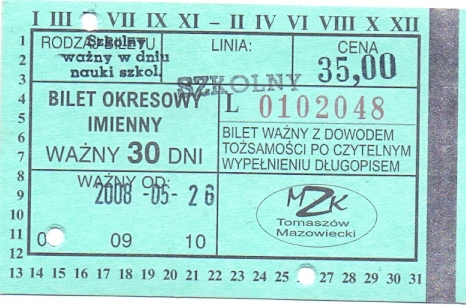 I III VII IX XI – II IV VI VIII X XII
1
2
3
4
5
6
7
8
9
10
11
12
RODZAJ BILETU
Szkolny
ważny w dniu
nauki szkol.
LINIA:
CENA
35,00
SZKOLNY
BILET OKRESOWY
IMIENNY
WAŻNY 30 DNI
L 0102048
BILET WAŻNY Z DOWODEM
TOŻSAMOŚCI PO CZYTELNYM
WYPEŁNIENIU DŁUGOPISEM
WAŻNY OD:
2008 -05- 26
09 10
MZK
Tomaszów
Mazowiecki
13 14 15 16 17 18 19 20 21 22 23 24 25 26 27 28 29 30 31